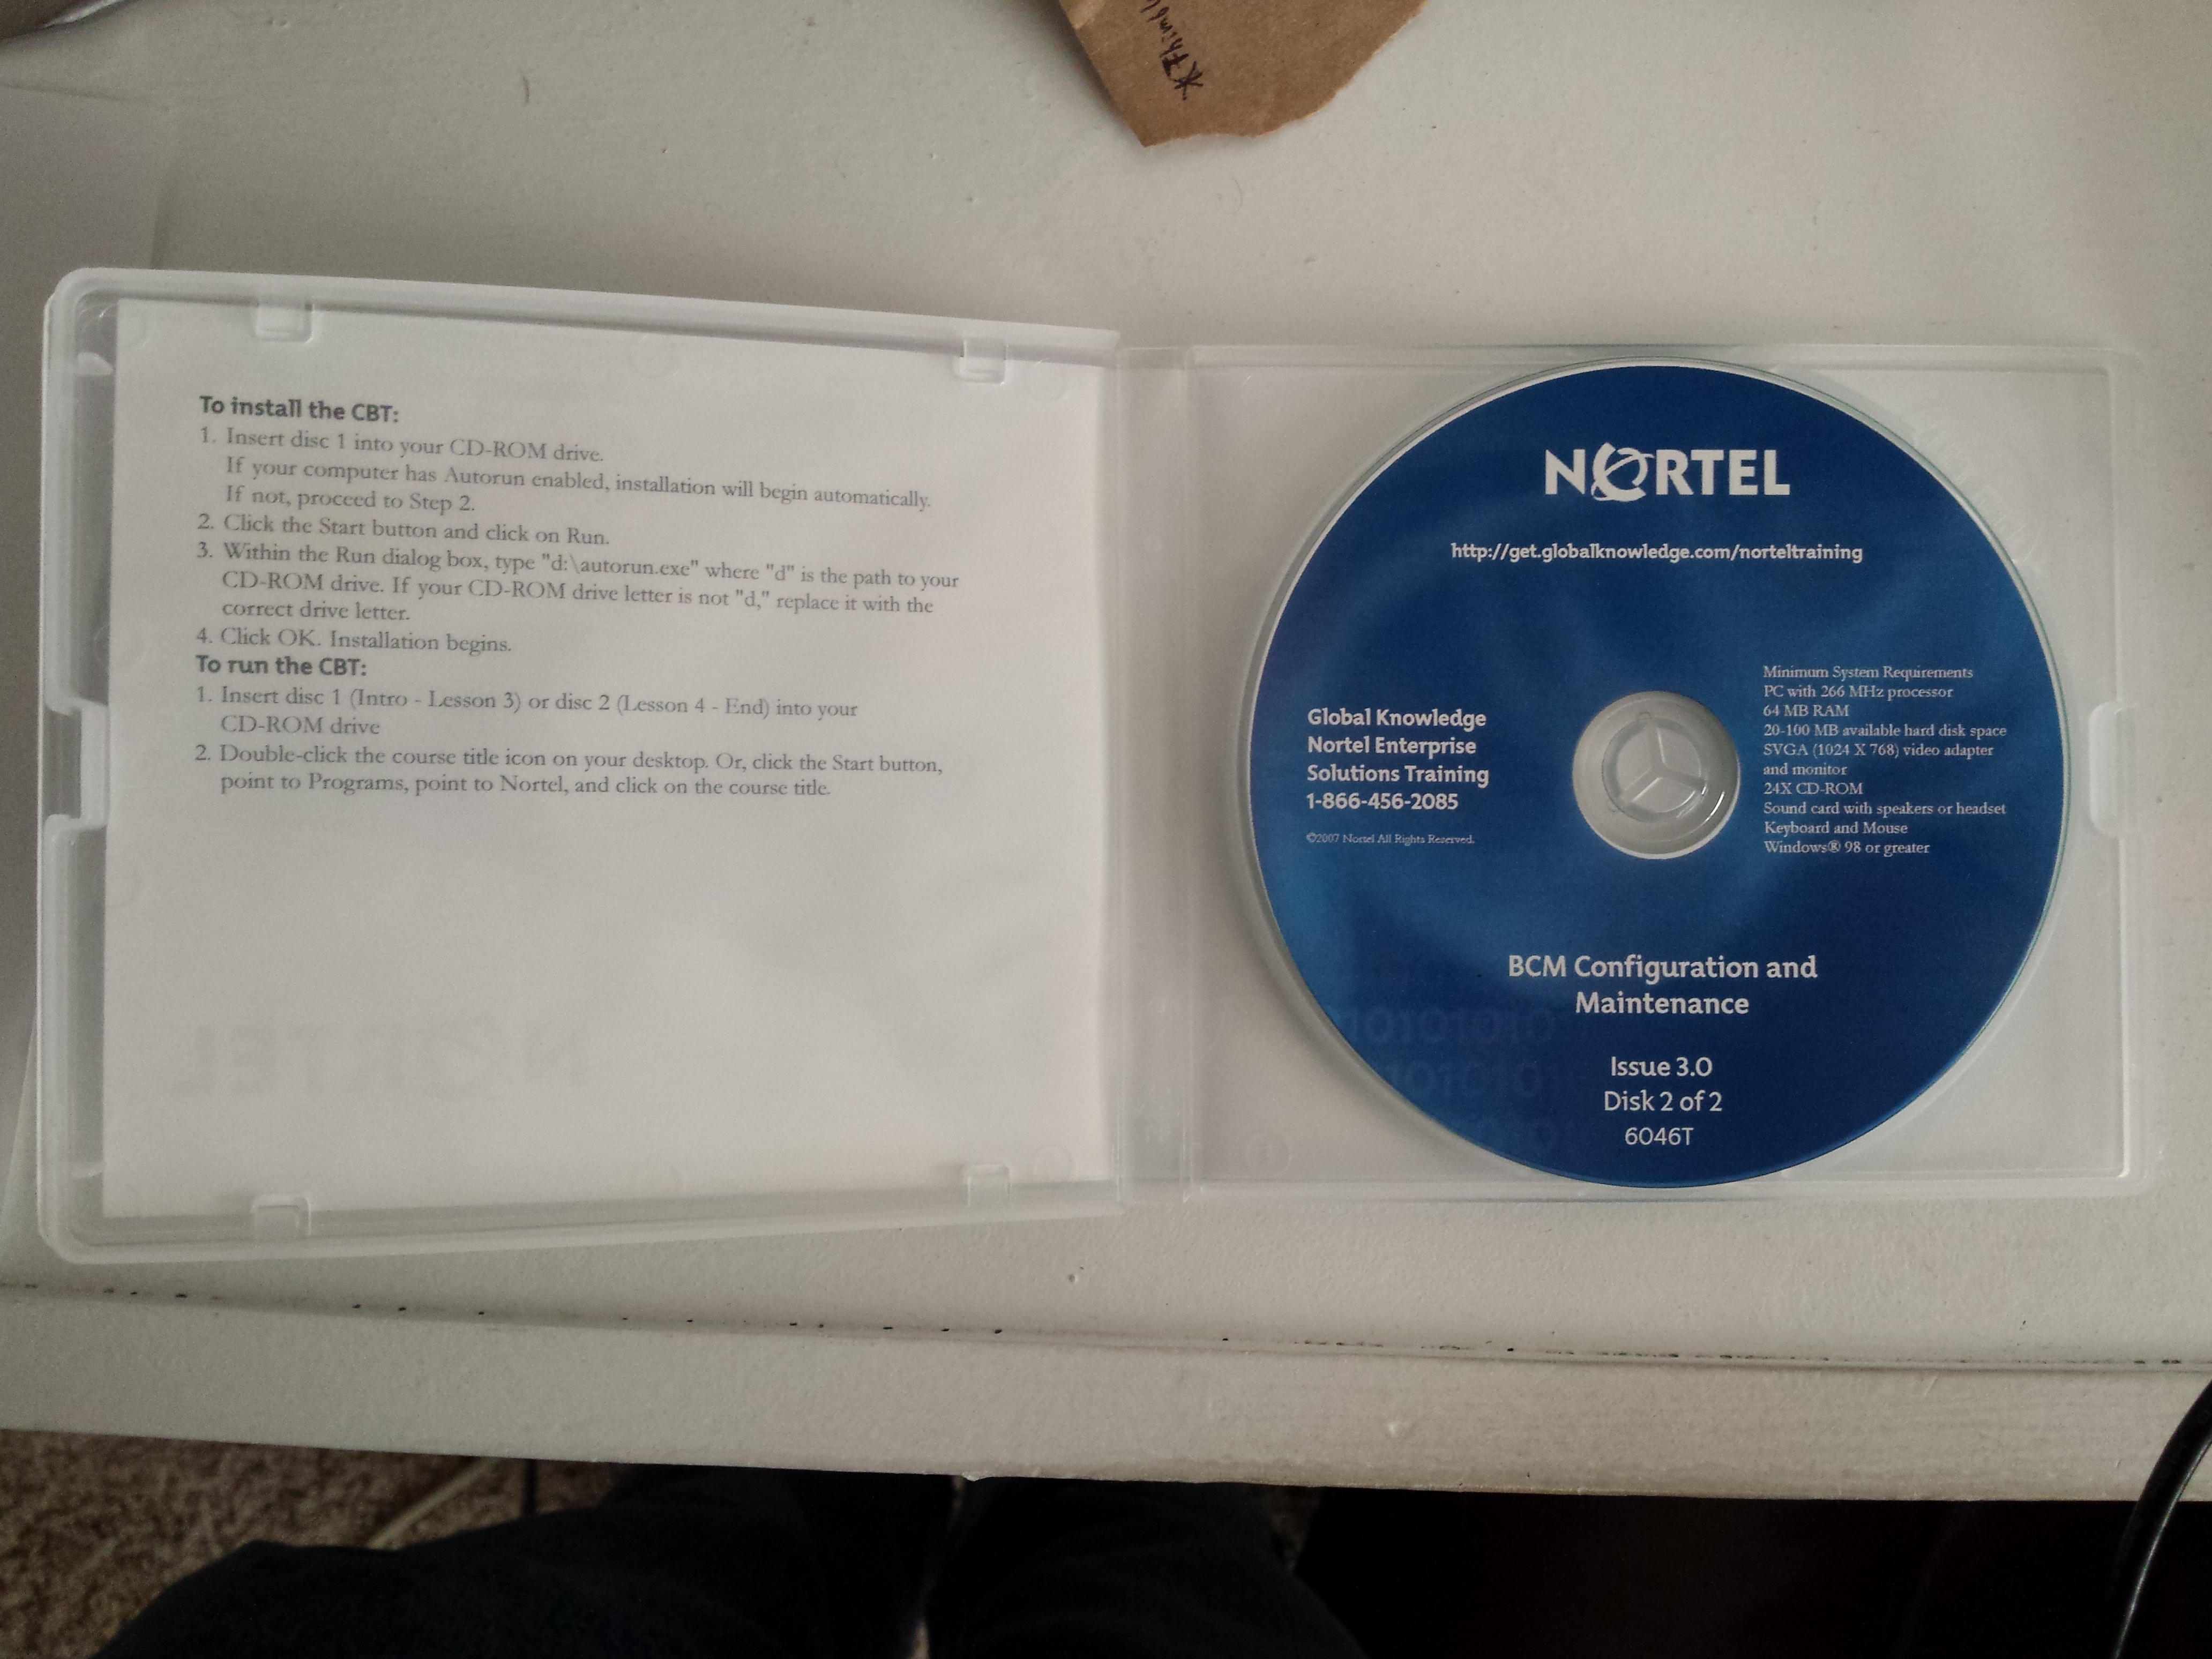 To install the CBT:
1. Insert disc 1 into your CD-ROM drive.
If your computer has Autorun enabled, installation will begin automatically.
If not, proceed to Step 2.
2. Click the Start button and click on Run.
3. Within the Run dialog box, type "d:\autorun.exe" where "d" is the path to your
CD-ROM drive. If your CD-ROM drive letter is not "d," replace it with the
correct drive letter.
4. Click OK. Installation begins.
To run the CBT:
1. Insert disc 1 (Intro - Lesson 3) or disc 2 (Lesson 4 - End) into your
CD-ROM drive
2. Double-click the course title icon on your desktop. Or, click the Start button,
point to Programs, point to Nortel, and click on the course title.
NORTEL
NORTEL
http://get.globalknowledge.com/norteltraining
Global Knowledge
Nortel Enterprise
Solutions Training
1-866-456-2085
©2007 Nortel All Rights Reserved.
Minimum System Requirements
PC with 266 MHz processor
64 MB RAM
20-100 MB available hard disk space
SVGA (1024 X 768) video adapter
and monitor
24X CD-ROM
Sound card with speakers or headset
Keyboard and Mouse
Windows® 98 or greater
BCM Configuration and
Maintenance
Issue 3.0
Disk 2 of 2
6046T